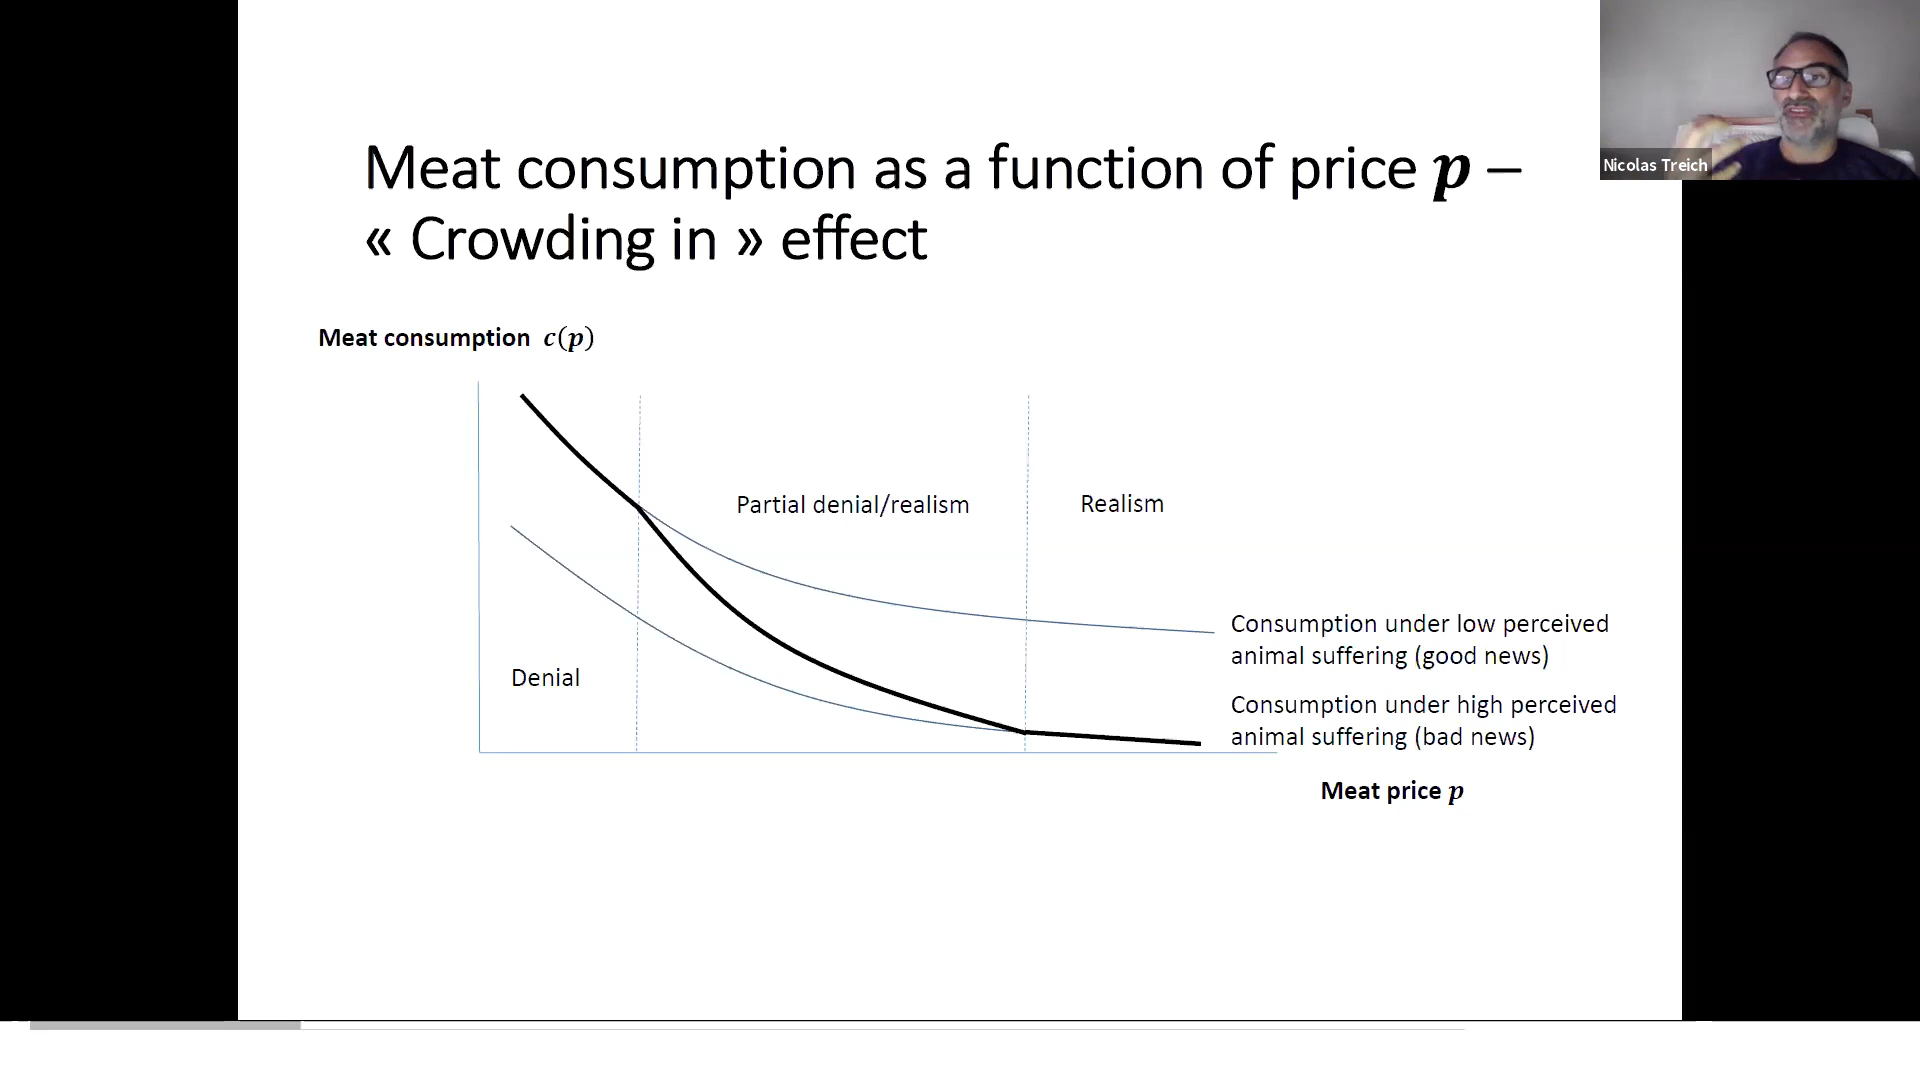 Nicolas Treich
Meat consumption as a function of price p –
« Crowding in » effect
Meat consumption c(p)
Partial denial/realism
Realism
Denial
Consumption under low perceived
animal suffering (good news)
Consumption under high perceived
animal suffering (bad news)
Meat price p